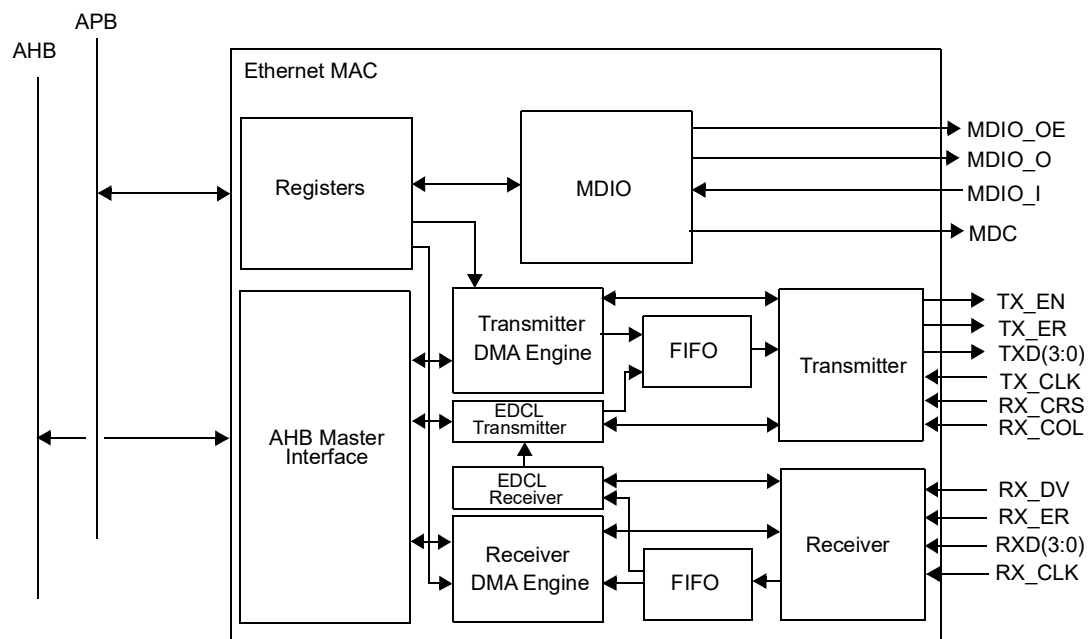 APB
AHB
Ethernet MAC
Registers
MDIO
MDIO_OE
MDIO_O
MDIO_I
MDC
Transmitter
DMA Engine
FIFO
Transmitter
TX_EN
TX_ER
TXD(3:0)
TX_CLK
RX_CRS
RX_COL
EDCL
Transmitter
AHB Master
Interface
EDCL
Receiver
Receiver
DMA Engine
FIFO
Receiver
RX_DV
RX_ER
RXD(3:0)
RX_CLK